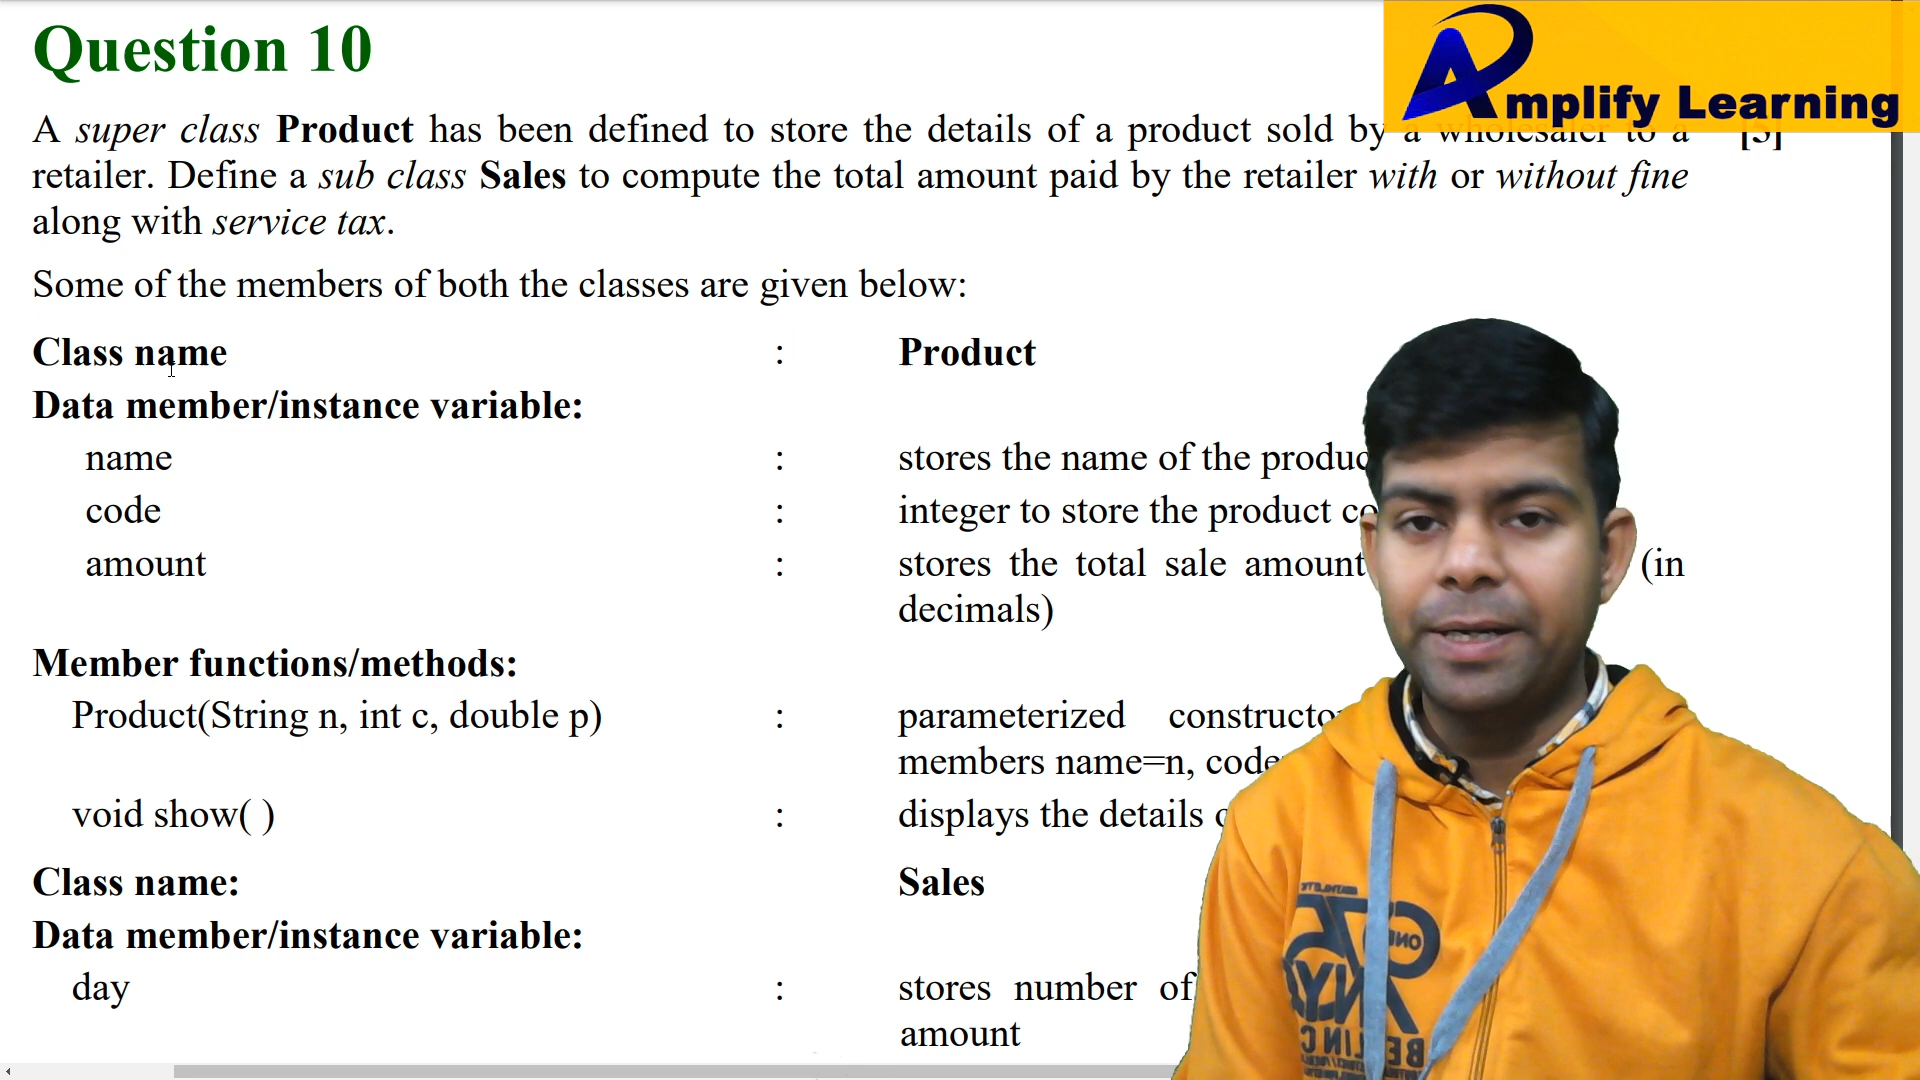 Question 10
Amplify Learning
A super class Product has been defined to store the details of a product sold by a wholesaler to a [5]
retailer. Define a sub class Sales to compute the total amount paid by the retailer with or without fine
along with service tax.
Some of the members of both the classes are given below:
Class name : Product
Data member/instance variable:
name : stores the name of the produc
code : integer to store the product co
amount : stores the total sale amount (in
decimals)
Member functions/methods:
Product(String n, int c, double p) : parameterized constructo
members name=n, code
void show( ) : displays the details
Class name: Sales
Data member/instance variable:
day : stores number of
amount